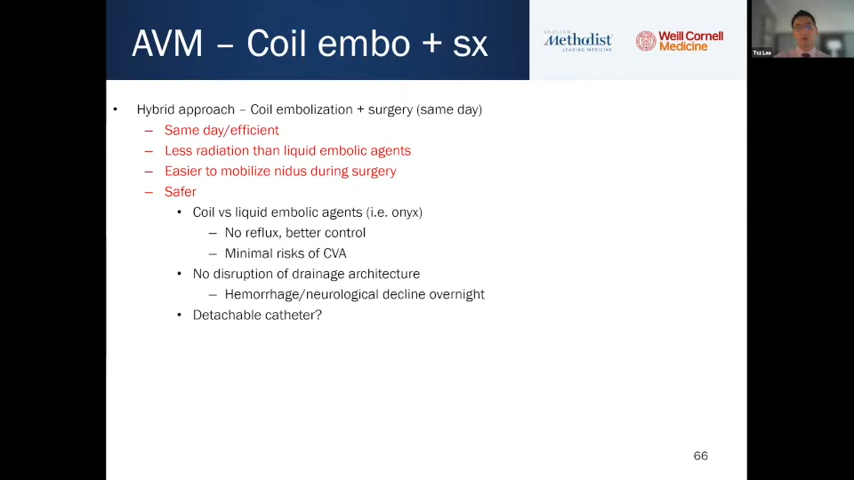 AVM – Coil embo + sx
HOUSTON
Methodist
LEADING MEDICINE
Weill Cornell
Medicine
• Hybrid approach – Coil embolization + surgery (same day)
– Same day/efficient
– Less radiation than liquid embolic agents
– Easier to mobilize nidus during surgery
– Safer
• Coil vs liquid embolic agents (i.e. onyx)
– No reflux, better control
– Minimal risks of CVA
• No disruption of drainage architecture
– Hemorrhage/neurological decline overnight
• Detachable catheter?
66
Tsz Lau